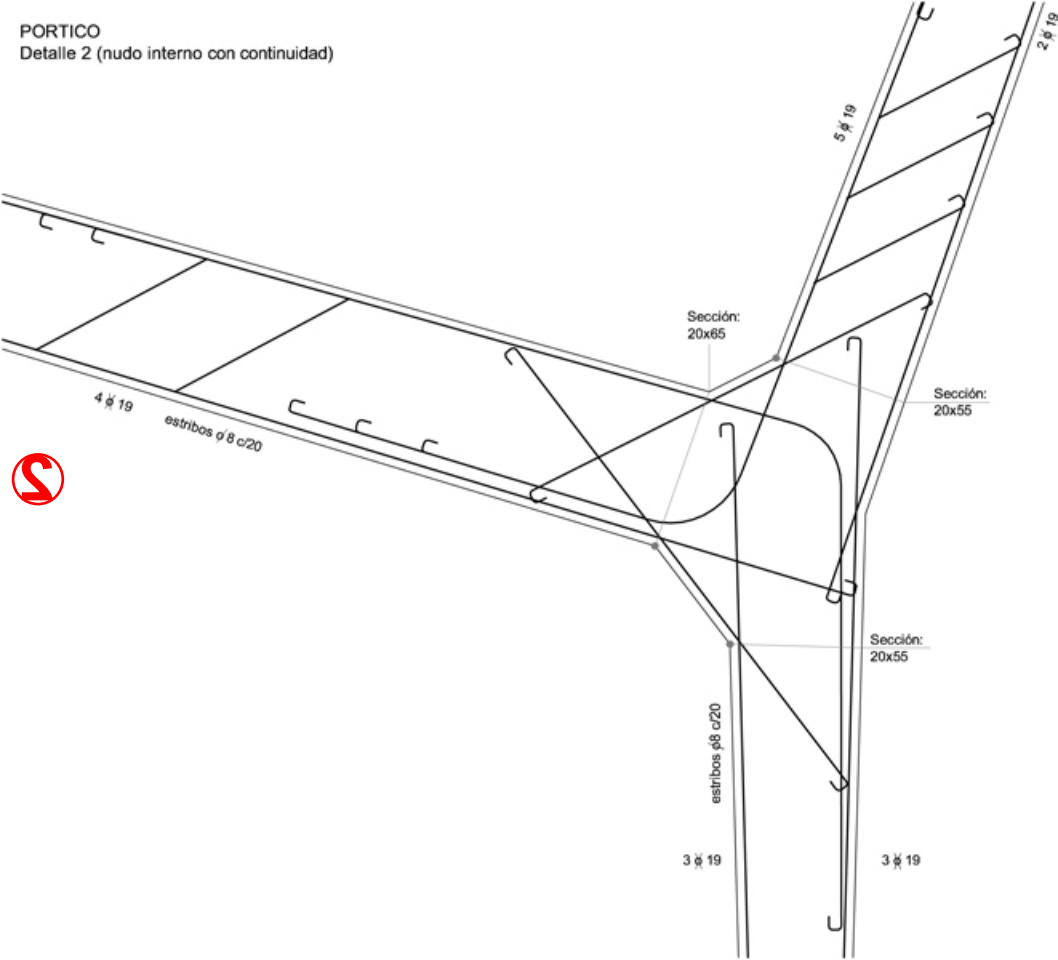 PORTICO
Detalle 2 (nudo interno con continuidad)
2 ϕ 19
5 ϕ 19
Sección:
20x65
Sección:
20x55
4 ϕ 19
estribos ϕ 8 c/20
2
Sección:
20x55
estribos ϕ8 c/20
3 ϕ 19
3 ϕ 19